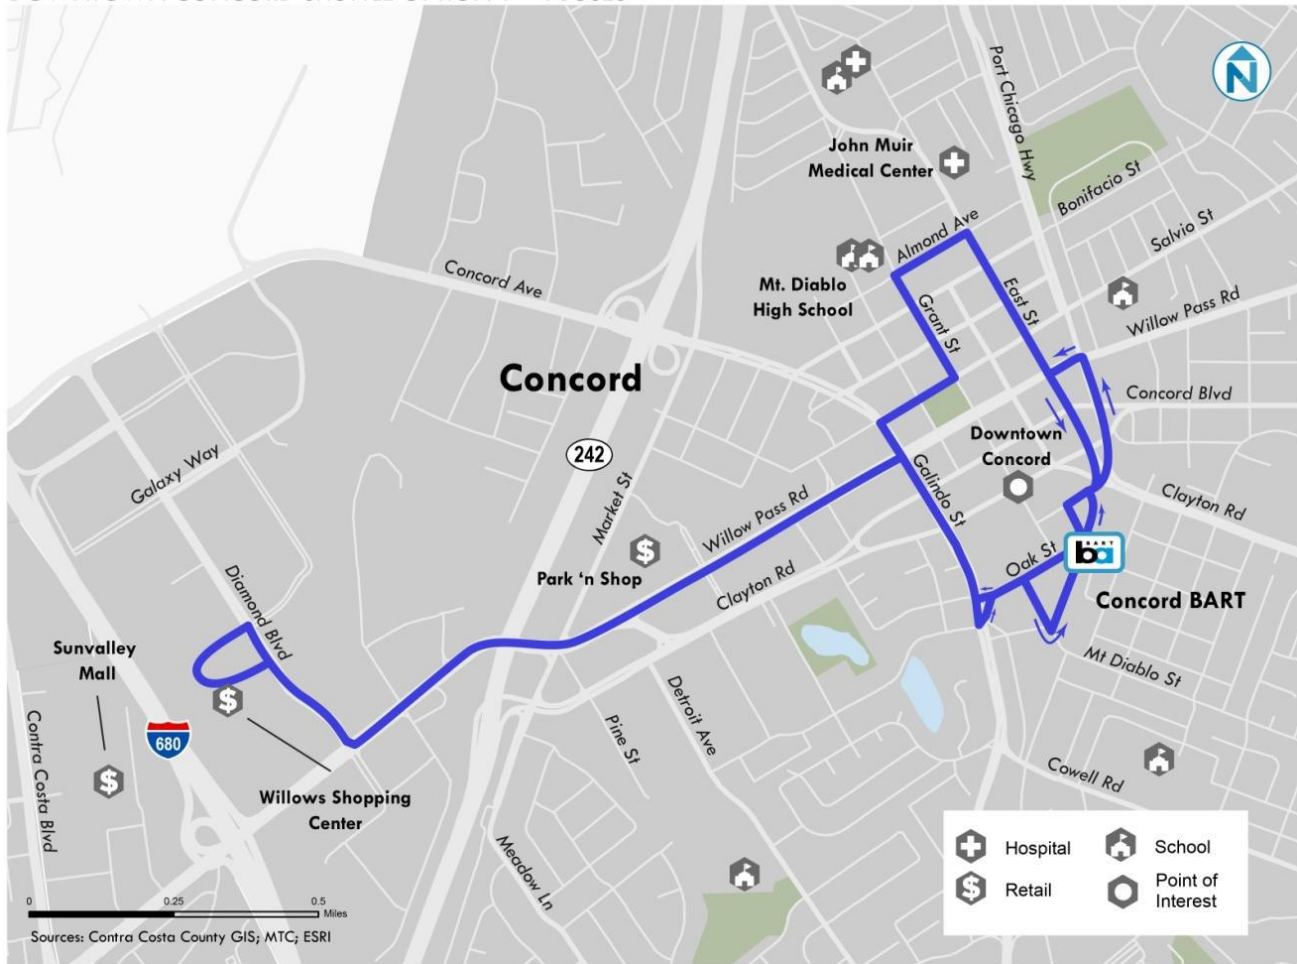 N
Port Chicago Hwy
John Muir
Medical Center
Bonifacio St
Almond Ave
Salvio St
Concord Ave
Mt. Diablo
High School
East St
Grant St
Willow Pass Rd
Concord
Concord Blvd
Downtown
Concord
242
Galaxy Way
Galindo St
Market St
Willow Pass Rd
Clayton Rd
Oak St
BART
ba
Park 'n Shop
Clayton Rd
Concord BART
Diamond Blvd
Sunvalley
Mall
Mt Diablo St
Detroit Ave
Contra Costa Blvd
680
Pine St
Cowell Rd
Willows Shopping
Center
Meadow Ln
Hospital
School
Retail
Point of
Interest
0 0.25 0.5
Miles
Sources: Contra Costa County GIS; MTC; ESRI